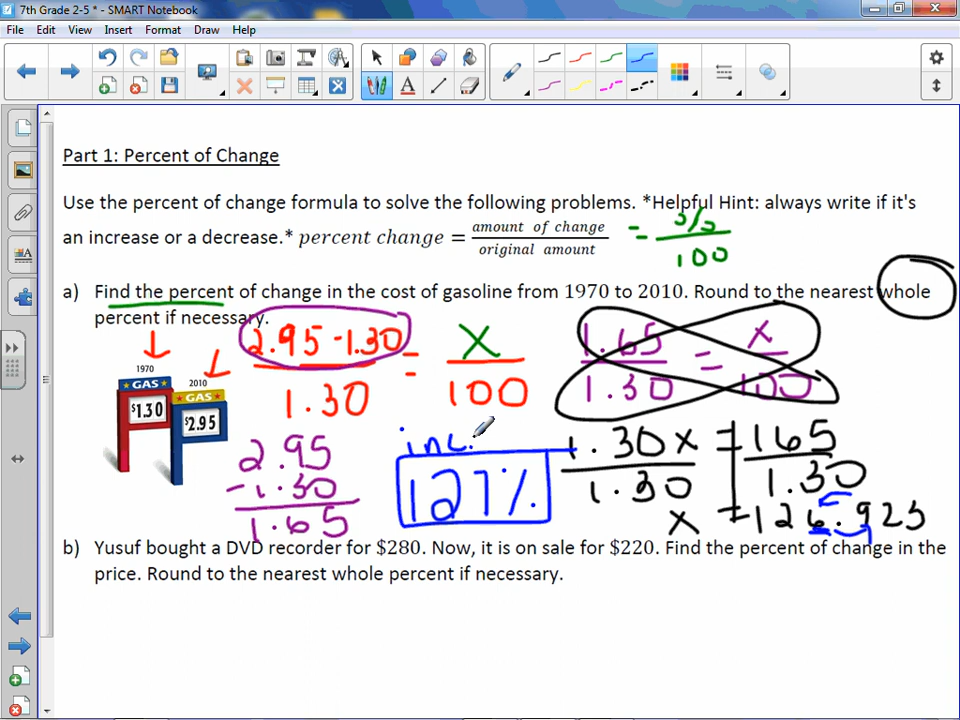 7th Grade 2-5 * - SMART Notebook
File Edit View Insert Format Draw Help
Part 1: Percent of Change
Use the percent of change formula to solve the following problems. *Helpful Hint: always write if it's
an increase or a decrease.* percent change = amount of change / original amount = / 100
a) Find the percent of change in the cost of gasoline from 1970 to 2010. Round to the nearest whole
percent if necessary.
2.95 - 1.30 / 1.30 = x / 100
1.65 / 1.30 = x / 100
1970
GAS
$1.30
2010
GAS
$2.95
2.95
-1.30
1.65
inc.
127%
1.30x = 165
1.30 1.30
x = 126.923
b) Yusuf bought a DVD recorder for $280. Now, it is on sale for $220. Find the percent of change in the
price. Round to the nearest whole percent if necessary.